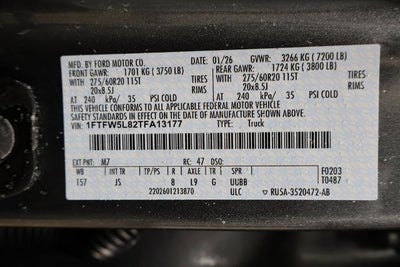 MFD. BY FORD MOTOR CO.
01/26 GVWR: 3266 KG ( 7200 LB)
FRONT GAWR: 1701 KG ( 3750 LB) REAR GAWR: 1724 KG ( 3800 LB)
WITH 275/60R20 115T TIRES WITH 275/60R20 115T TIRES
20x8.5J RIMS 20x8.5J RIMS
AT 240 kPa/ 35 PSI COLD AT 240 kPa/ 35 PSI COLD
THIS VEHICLE CONFORMS TO ALL APPLICABLE FEDERAL MOTOR VEHICLE
SAFETY STANDARDS IN EFFECT ON THE DATE OF MANUFACTURE SHOWN ABOVE.
VIN: 1FTFW5L82TFA13177 TYPE: Truck
EXT PNT: M7 RC: 47 DSO: F0203
WB INT TR TP/PS R AXLE TR SPR T0487
157 JS 8 L9 G UUBB
2202601213870 ULC RU5A-3520472-AB